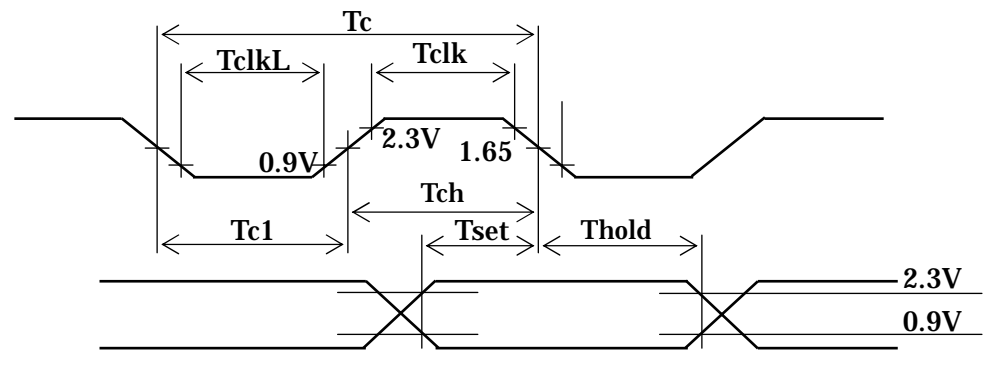 Tc
TclkL
Tclk
2.3V
0.9V
1.65
Tch
Tc1
Tset
Thold
2.3V
0.9V